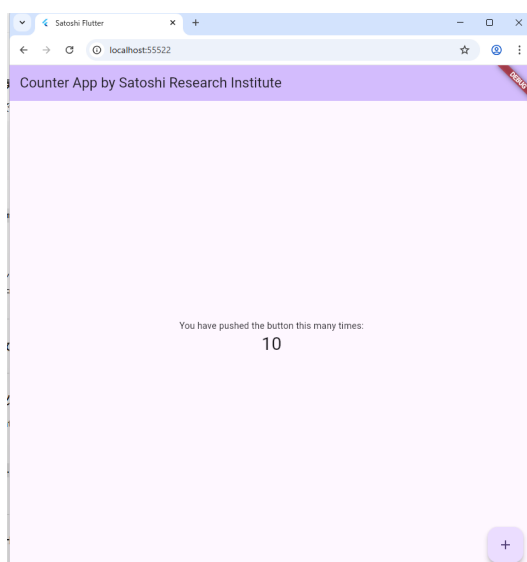 Satoshi Flutter
localhost:55522
Counter App by Satoshi Research Institute
DEBUG
You have pushed the button this many times:
10